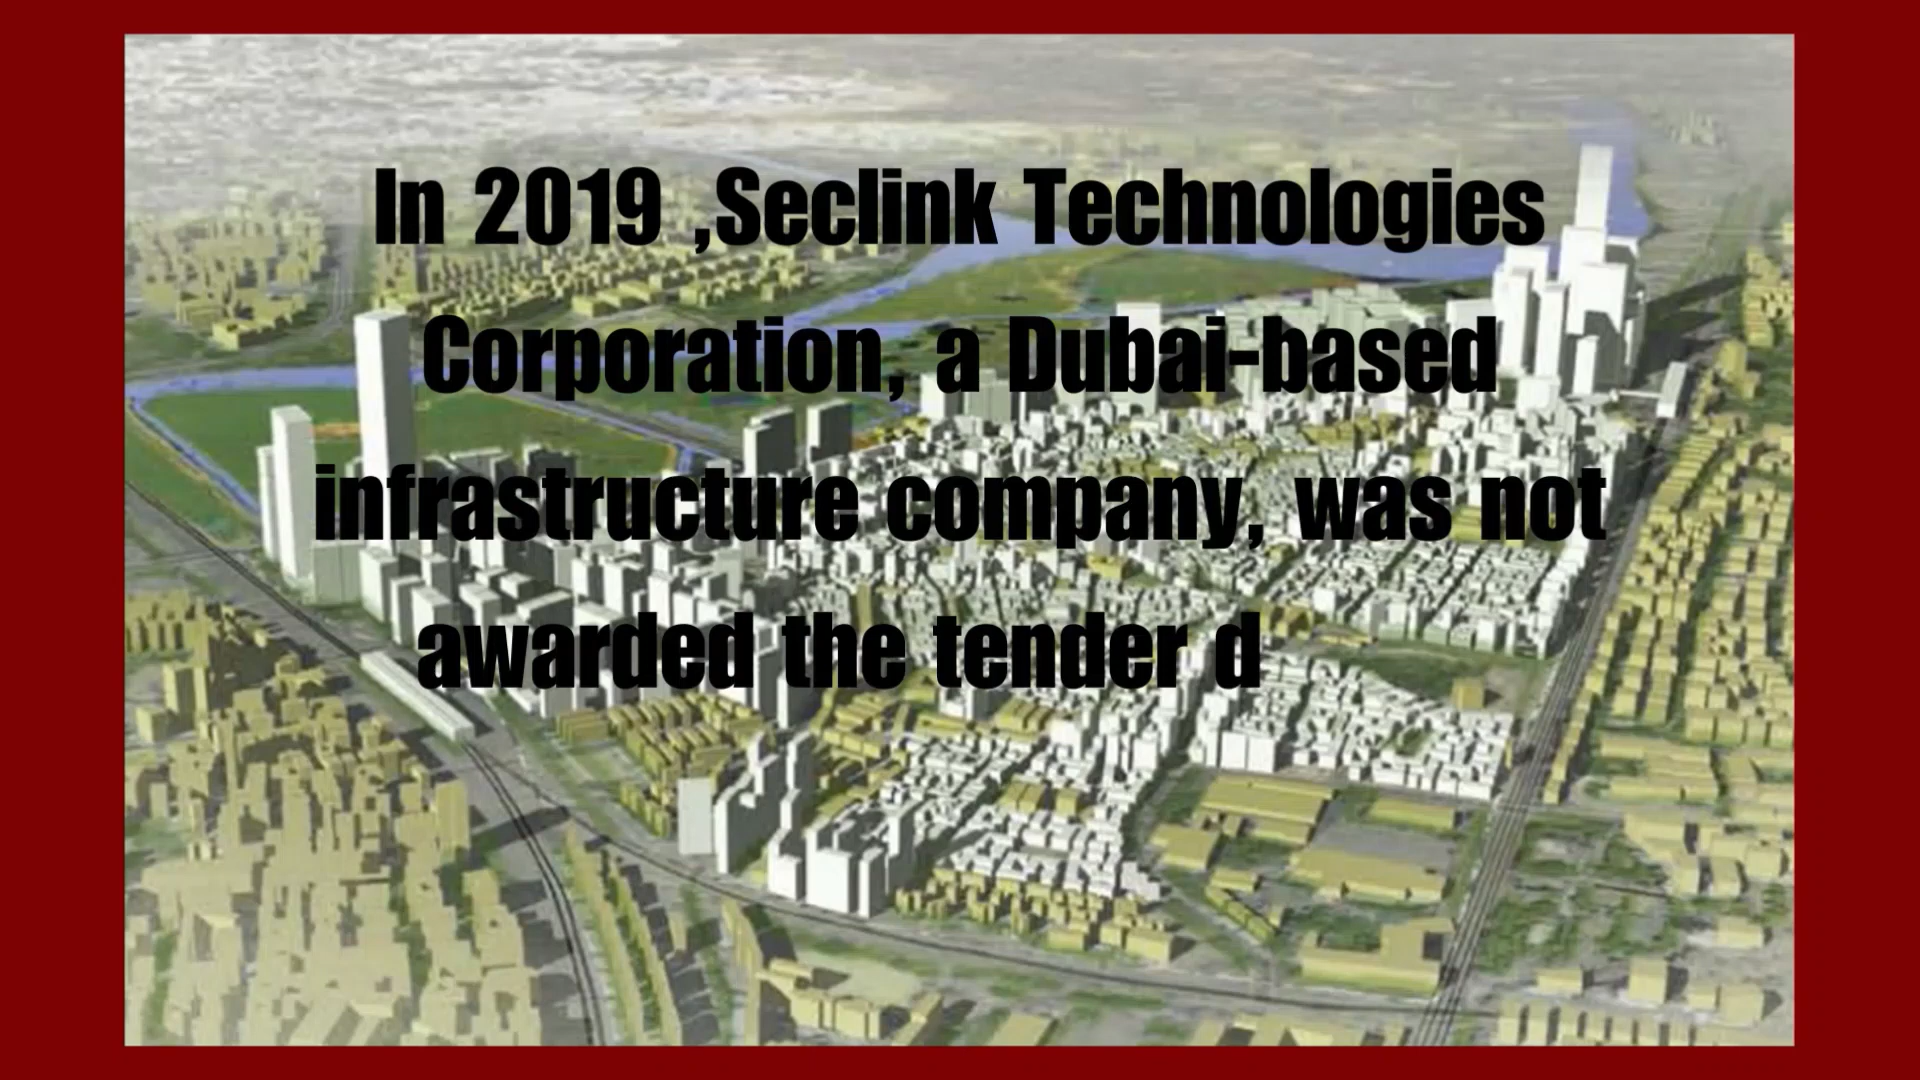 In 2019 ,Seclink Technologies
Corporation, a Dubai-based
infrastructure company, was not
awarded the tender d